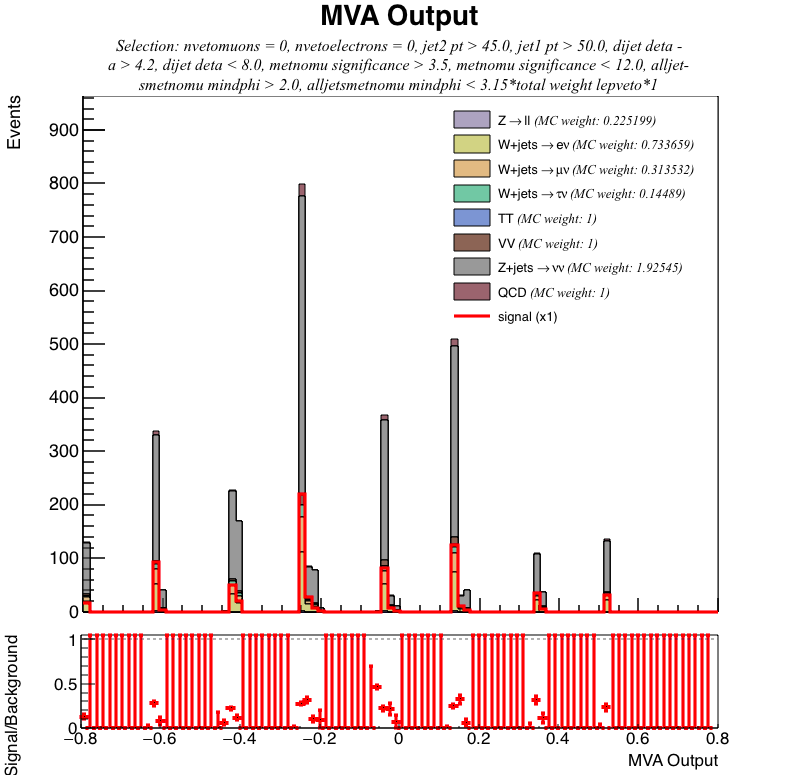 MVA Output
Selection: nvetomuons = 0, nvetoelectrons = 0, jet2 pt > 45.0, jet1 pt > 50.0, dijet deta -
a > 4.2, dijet deta < 8.0, metnomu significance > 3.5, metnomu significance < 12.0, alljet-
smetnomu mindphi > 2.0, alljetsmetnomu mindphi < 3.15*total weight lepveto*1
Events
900
800
700
600
500
400
300
200
100
0
Z→ll (MC weight: 0.225199)
W+jets→eν (MC weight: 0.733659)
W+jets→μν (MC weight: 0.313532)
W+jets→τν (MC weight: 0.14489)
TT (MC weight: 1)
VV (MC weight: 1)
Z+jets→νν (MC weight: 1.92545)
QCD (MC weight: 1)
signal (x1)
Signal/Background
1
0.5
0
−0.8 −0.6 −0.4 −0.2 0 0.2 0.4 0.6 0.8
MVA Output